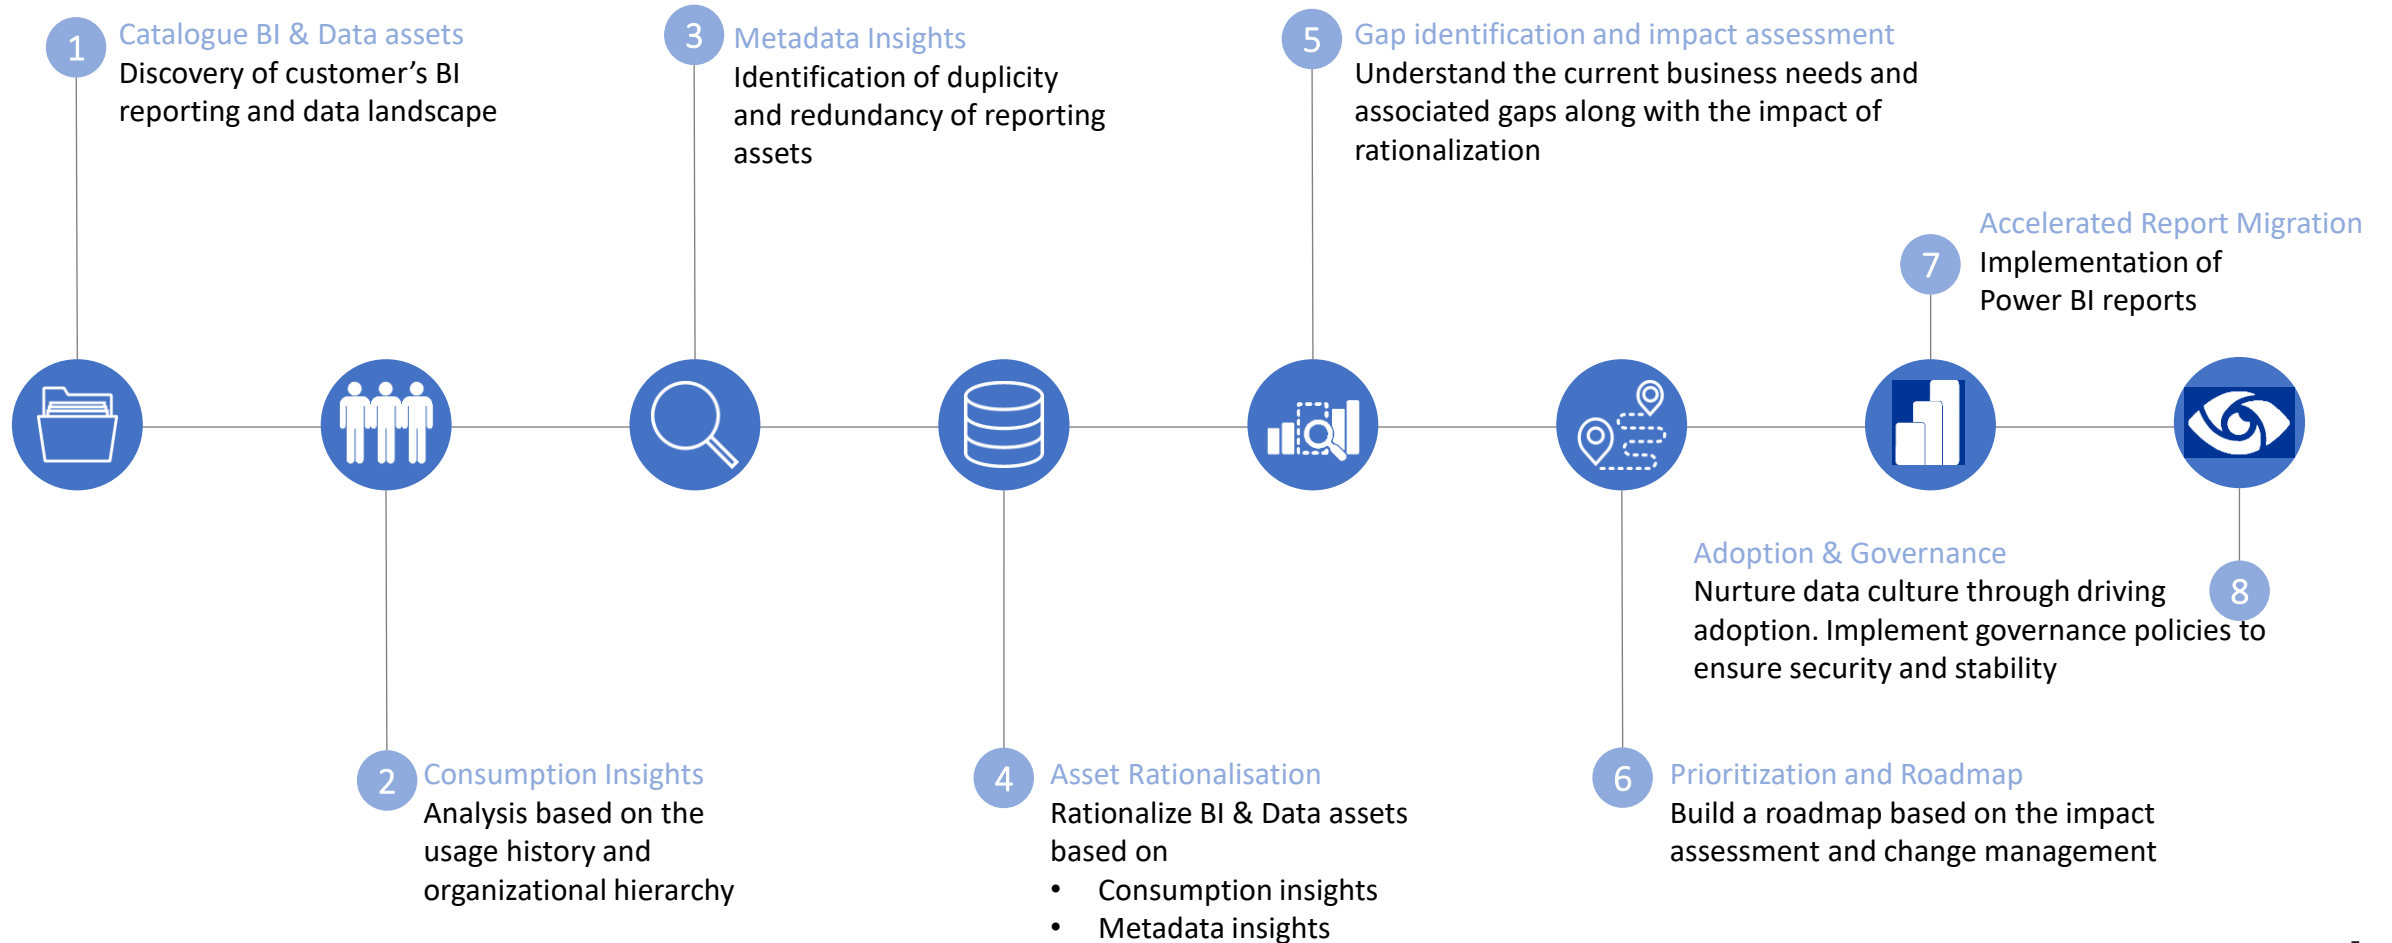 1
Catalogue BI & Data assets
Discovery of customer’s BI
reporting and data landscape
3
Metadata Insights
Identification of duplicity
and redundancy of reporting
assets
5
Gap identification and impact assessment
Understand the current business needs and
associated gaps along with the impact of
rationalization
7
Accelerated Report Migration
Implementation of
Power BI reports
Adoption & Governance
Nurture data culture through driving
adoption. Implement governance policies to
ensure security and stability
8
2
Consumption Insights
Analysis based on the
usage history and
organizational hierarchy
4
Asset Rationalisation
Rationalize BI & Data assets
based on
• Consumption insights
• Metadata insights
6
Prioritization and Roadmap
Build a roadmap based on the impact
assessment and change management